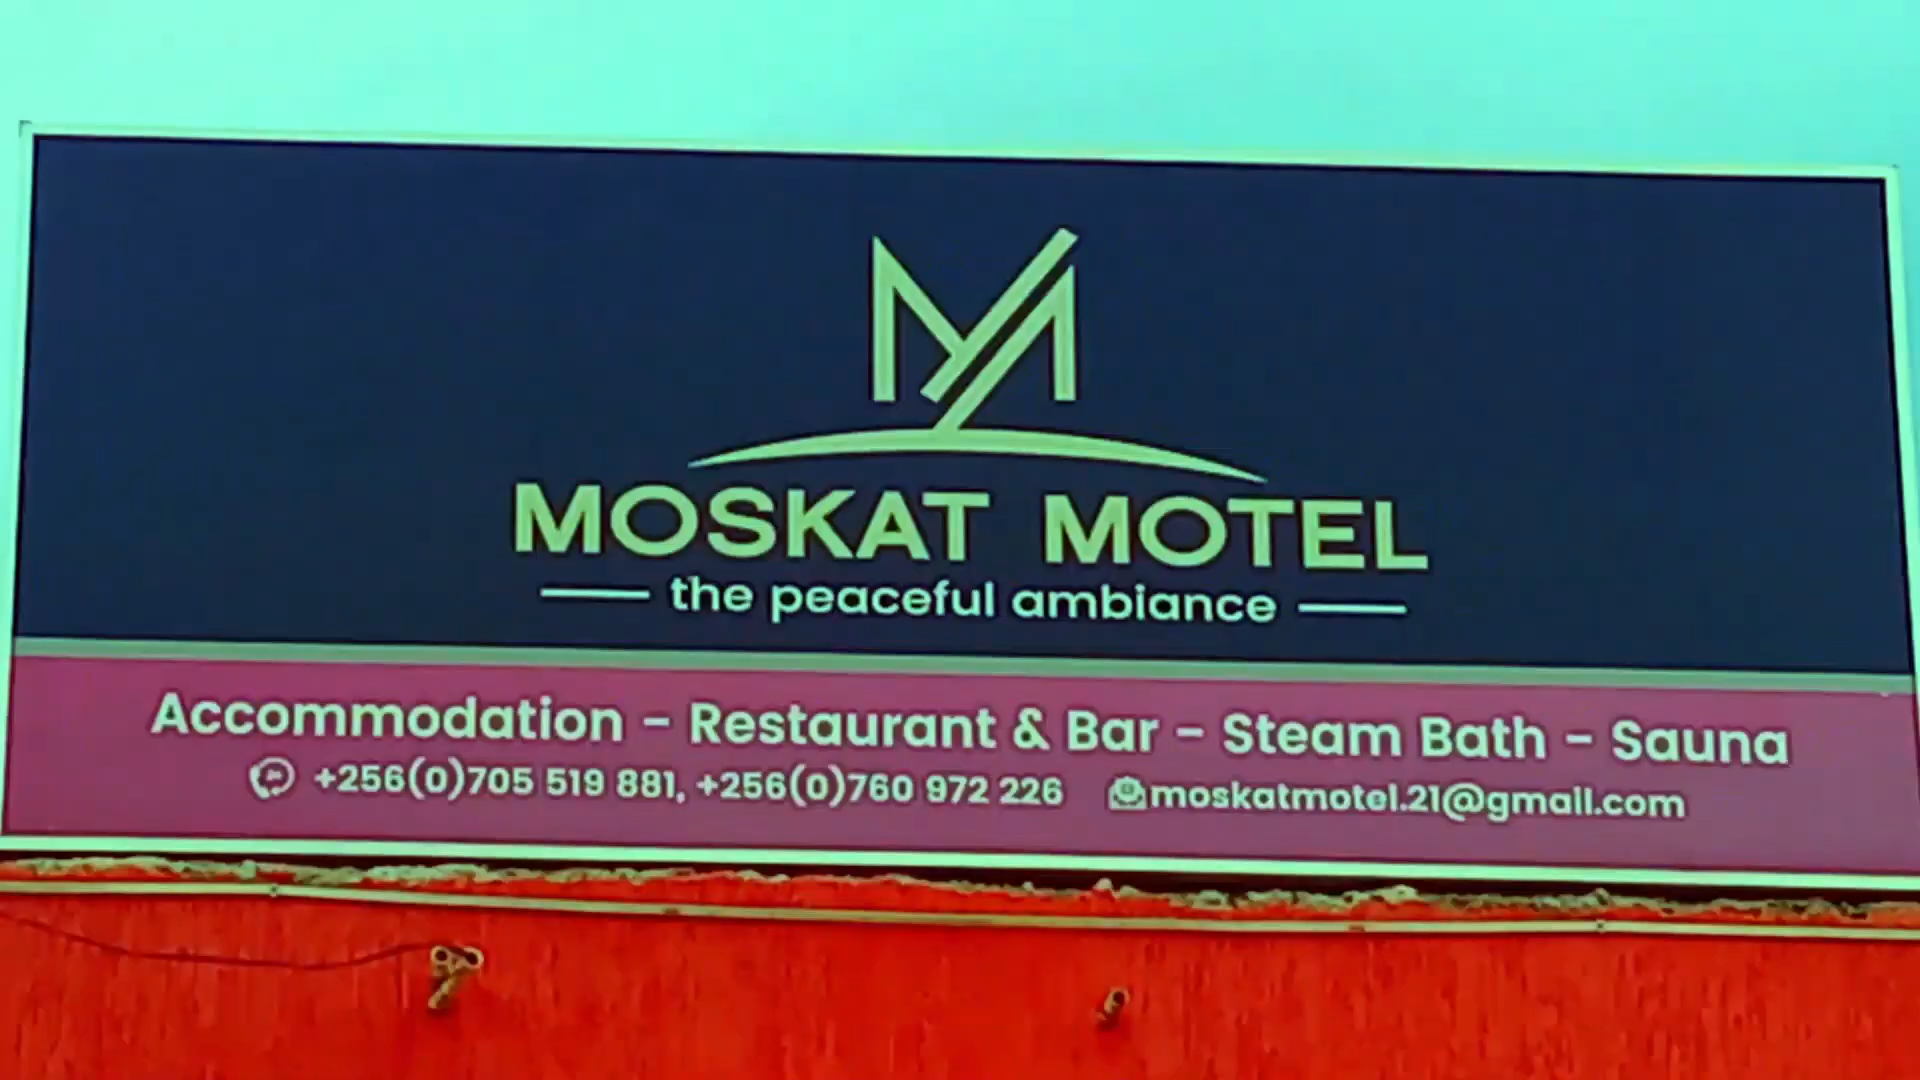 MOSKAT MOTEL
the peaceful ambiance
Accommodation - Restaurant & Bar - Steam Bath - Sauna
+256(0)705 519 881, +256(0)760 972 226 moskatmotel.21@gmail.com